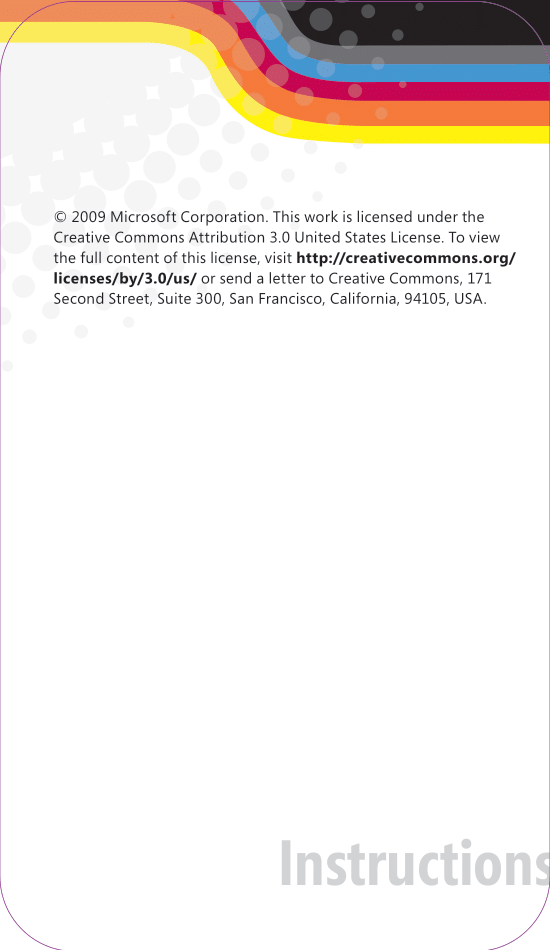 © 2009 Microsoft Corporation. This work is licensed under the
Creative Commons Attribution 3.0 United States License. To view
the full content of this license, visit http://creativecommons.org/
licenses/by/3.0/us/ or send a letter to Creative Commons, 171
Second Street, Suite 300, San Francisco, California, 94105, USA.
Instructions